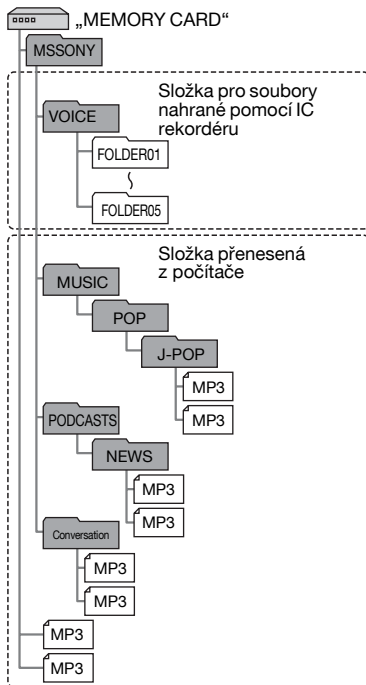 „MEMORY CARD“
MSSONY
Složka pro soubory
nahrané pomocí IC
rekordéru
VOICE
FOLDER01
FOLDER05
Složka přenesená
z počítače
MUSIC
POP
J-POP
MP3
MP3
PODCASTS
NEWS
MP3
MP3
Conversation
MP3
MP3
MP3
MP3